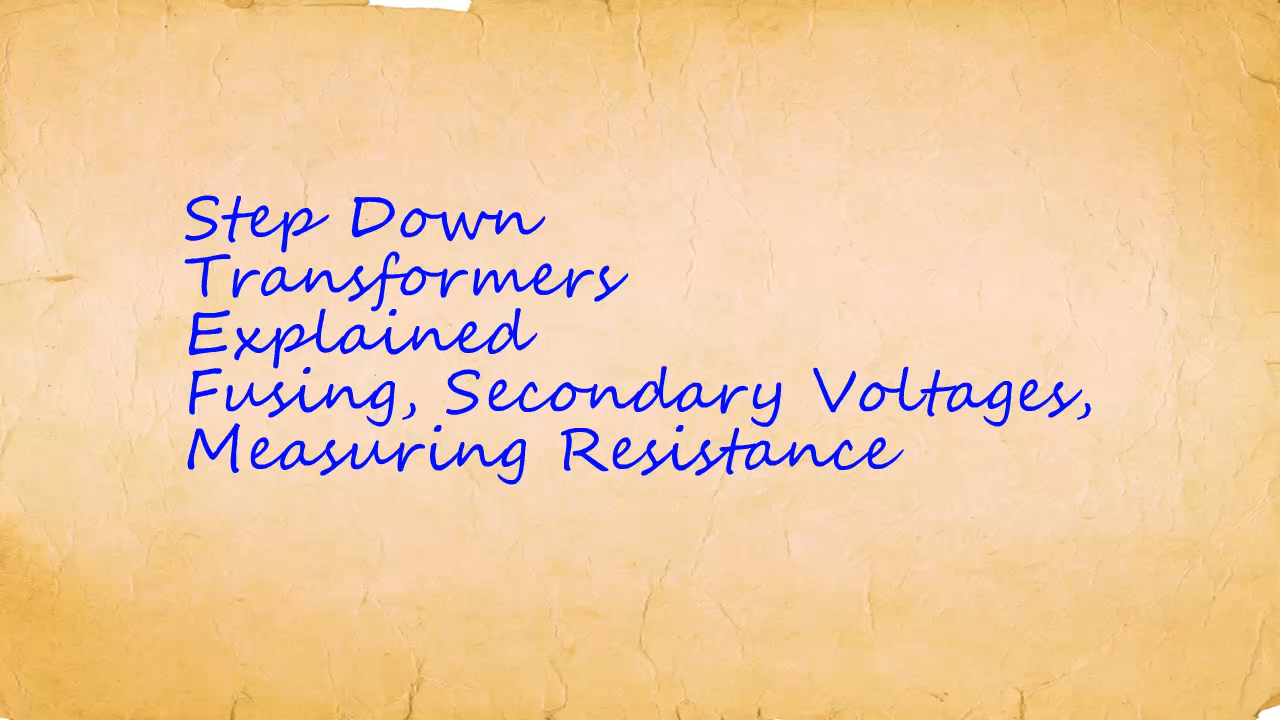 Step Down
Transformers
Explained
Fusing, Secondary Voltages,
Measuring Resistance